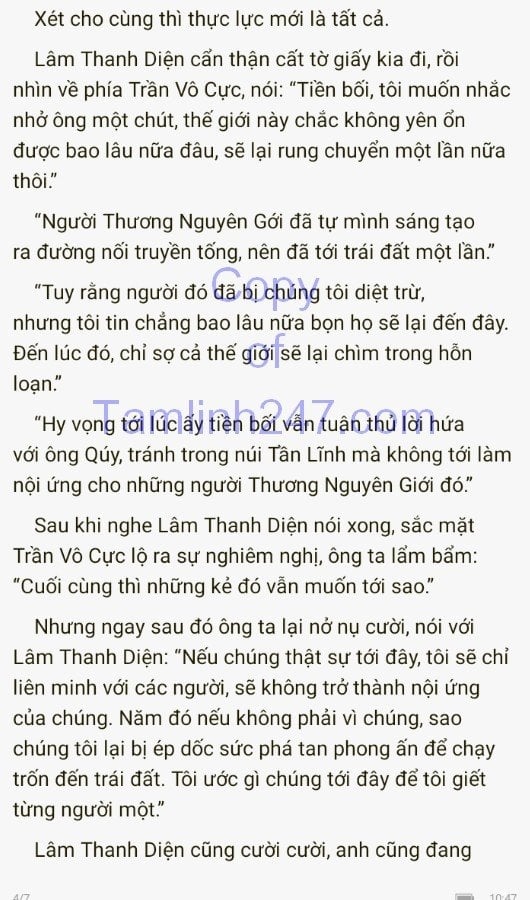 Xét cho cùng thì thực lực mới là tất cả.
Lâm Thanh Diện cẩn thận cất tờ giấy kia đi, rồi
nhìn về phía Trần Vô Cực, nói: “Tiền bối, tôi muốn nhắc
nhở ông một chút, thế giới này chắc không yên ổn
được bao lâu nữa đâu, sẽ lại rung chuyển một lần nữa
thôi.”
“Người Thương Nguyên Gới đã tự mình sáng tạo
ra đường nối truyền tống, nên đã tới trái đất một lần.”
“Tuy rằng người đó đã bị chúng tôi diệt trừ,
nhưng tôi tin chẳng bao lâu nữa bọn họ sẽ lại đến đây.
Đến lúc đó, chỉ sợ cả thế giới sẽ lại chìm trong hỗn
loạn.”
“Hy vọng tới lúc ấy tiền bối vẫn tuận thủ lời hứa
với ông Qúy, tránh trong núi Tần Lĩnh mà không tới làm
nội ứng cho những người Thương Nguyên Giới đó.”
Sau khi nghe Lâm Thanh Diện nói xong, sắc mặt
Trần Vô Cực lộ ra sự nghiêm nghị, ông ta lẩm bẩm:
“Cuối cùng thì những kẻ đó vẫn muốn tới sao.”
Nhưng ngay sau đó ông ta lại nở nụ cười, nói với
Lâm Thanh Diện: “Nếu chúng thật sự tới đây, tôi sẽ chỉ
liên minh với các người, sẽ không trở thành nội ứng
của chúng. Năm đó nếu không phải vì chúng, sao
chúng tôi lại bị ép dốc sức phá tan phong ấn để chạy
trốn đến trái đất. Tôi ước gì chúng tới đây để tôi giết
từng người một.”
Lâm Thanh Diện cũng cười cười, anh cũng đang
Copy
of
Tamlinh247.com
4/7
10:47